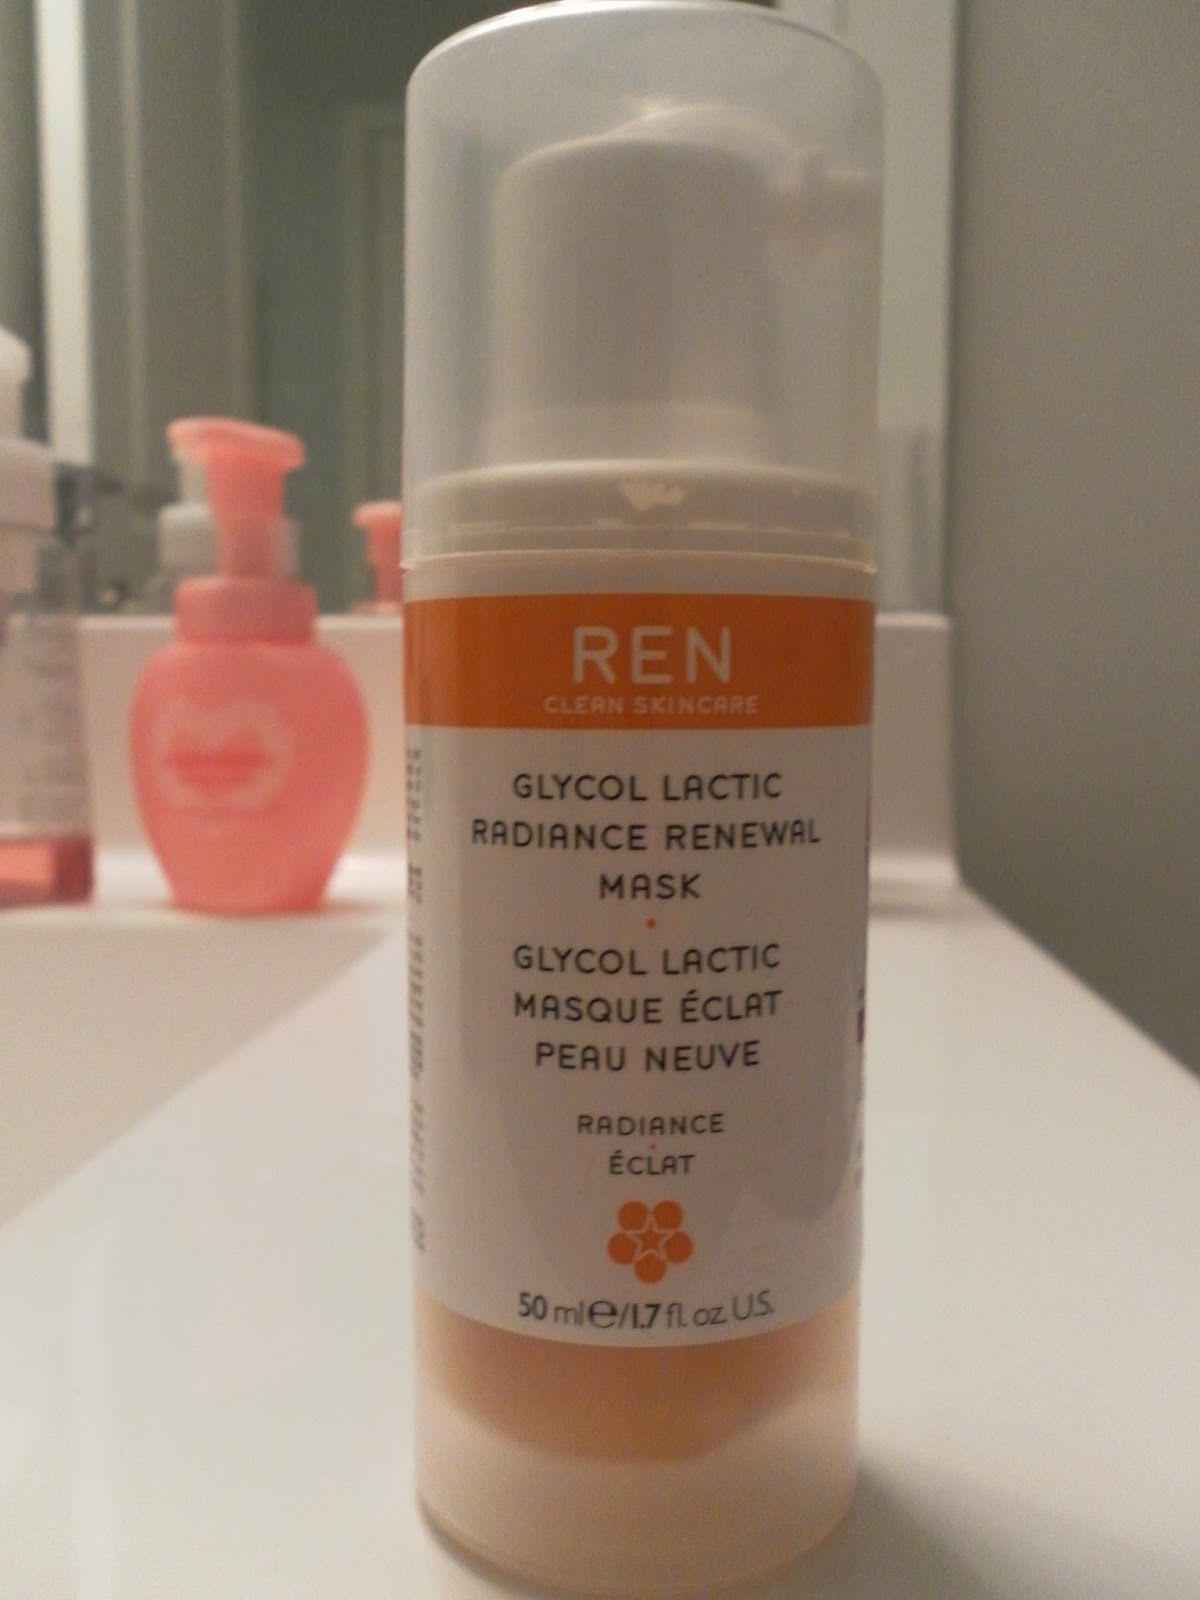 REN
CLEAN SKINCARE
GLYCOL LACTIC
RADIANCE RENEWAL
MASK
GLYCOL LACTIC
MASQUE ÉCLAT
PEAU NEUVE
RADIANCE
ÉCLAT
50 ml℮/1.7 fl. oz. U.S.